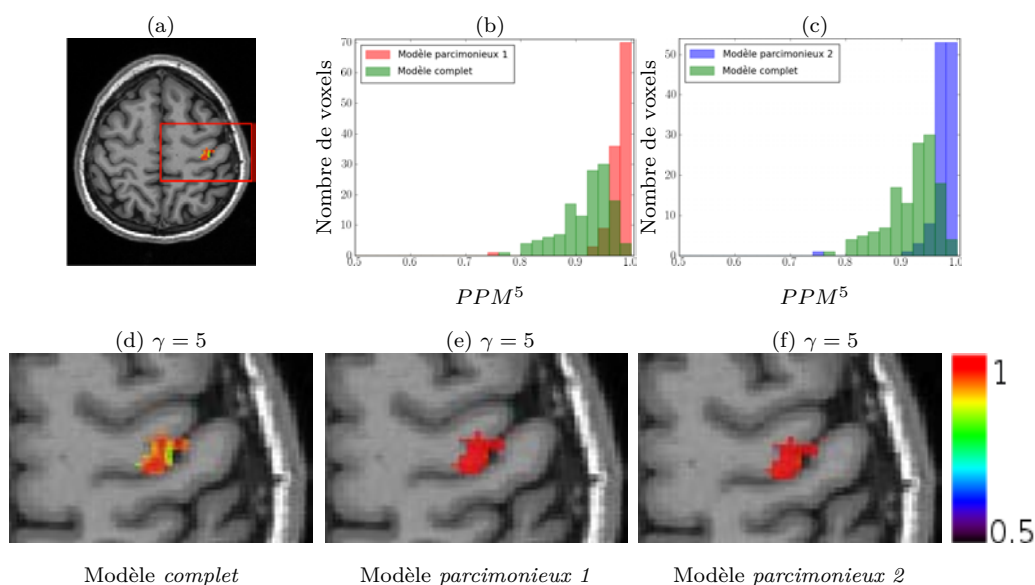 (a)
(b)
(c)
70
60
50
40
30
20
10
0
Nombre de voxels
Modèle parcimonieux 1
Modèle complet
0.5 0.6 0.7 0.8 0.9 1.0
PPM⁵
50
40
30
20
10
0
Nombre de voxels
Modèle parcimonieux 2
Modèle complet
0.5 0.6 0.7 0.8 0.9 1.0
PPM⁵
(d) γ = 5
(e) γ = 5
(f) γ = 5
1
0.5
Modèle complet
Modèle parcimonieux 1
Modèle parcimonieux 2